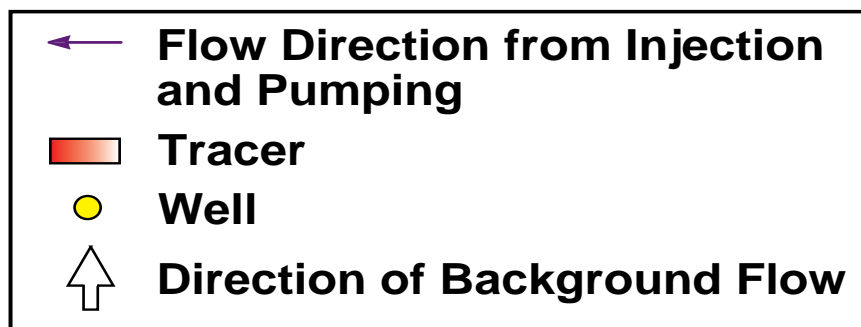 Flow Direction from Injection
and Pumping
Tracer
Well
Direction of Background Flow